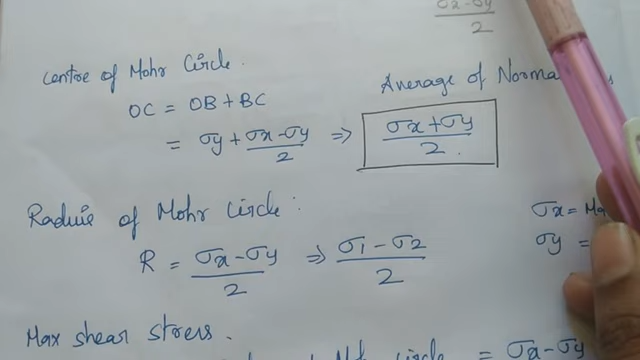 σx-σy
2
Centre of Mohr Circle.
Average of Norma
OC = OB+BC
= σy + σx-σy/2 ⇒ σx+σy/2.
Radius of Mohr Circle:
σx = Ma
R = σx-σy/2 ⇒ σ1-σ2/2
σy =
Max shear stress.
circle = σx-σy